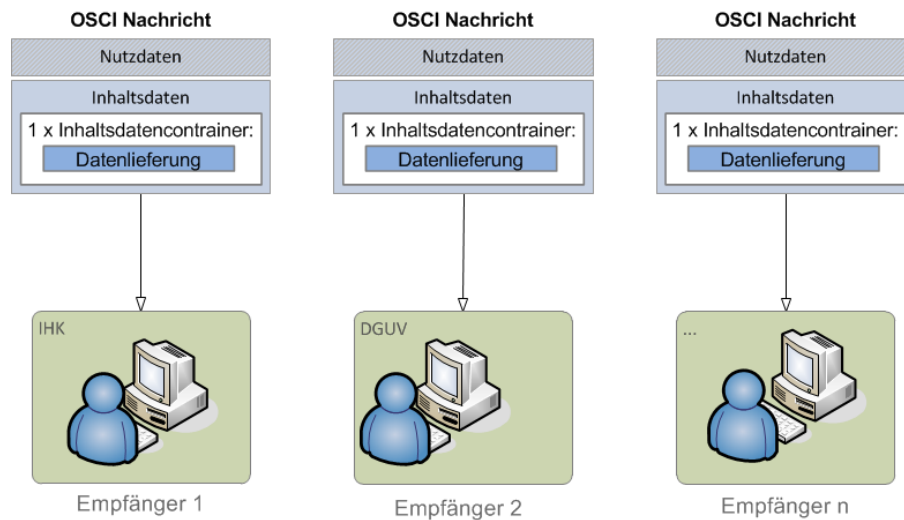 OSCI Nachricht
Nutzdaten
Inhaltsdaten
1 x Inhaltsdatencontrainer:
Datenlieferung
IHK
Empfänger 1
OSCI Nachricht
Nutzdaten
Inhaltsdaten
1 x Inhaltsdatencontrainer:
Datenlieferung
DGUV
Empfänger 2
OSCI Nachricht
Nutzdaten
Inhaltsdaten
1 x Inhaltsdatencontrainer:
Datenlieferung
...
Empfänger n